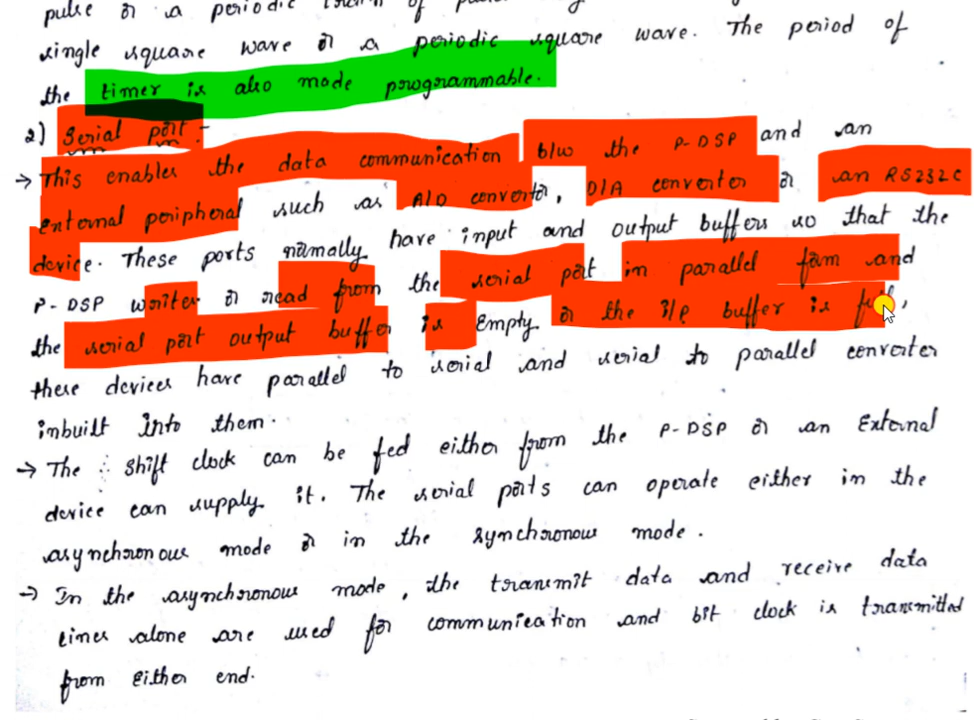 pulse or a periodic train of
single square wave or a periodic square wave. The period of
the timer is also mode programmable.
2) Serial port :-
→ This enables the data communication b/w the P-DSP and an
External peripheral such as A/D convertor, D/A converter or an RS232C
device. These ports normally have input and output buffers so that the
P-DSP writes or read from the serial port in parallel form and
the serial port output buffer is Empty or the i/p buffer is full,
these devices have parallel to serial and serial to parallel converter
inbuilt Into them.
→ The ∴ Shift clock can be fed either from the P-DSP or an External
device can supply it. The serial ports can operate either in the
asynchronous mode or in the synchronous mode.
→ In the asynchronous mode, the transmit data and receive data
lines alone are used for communication and bit clock is transmitted
from Either end.